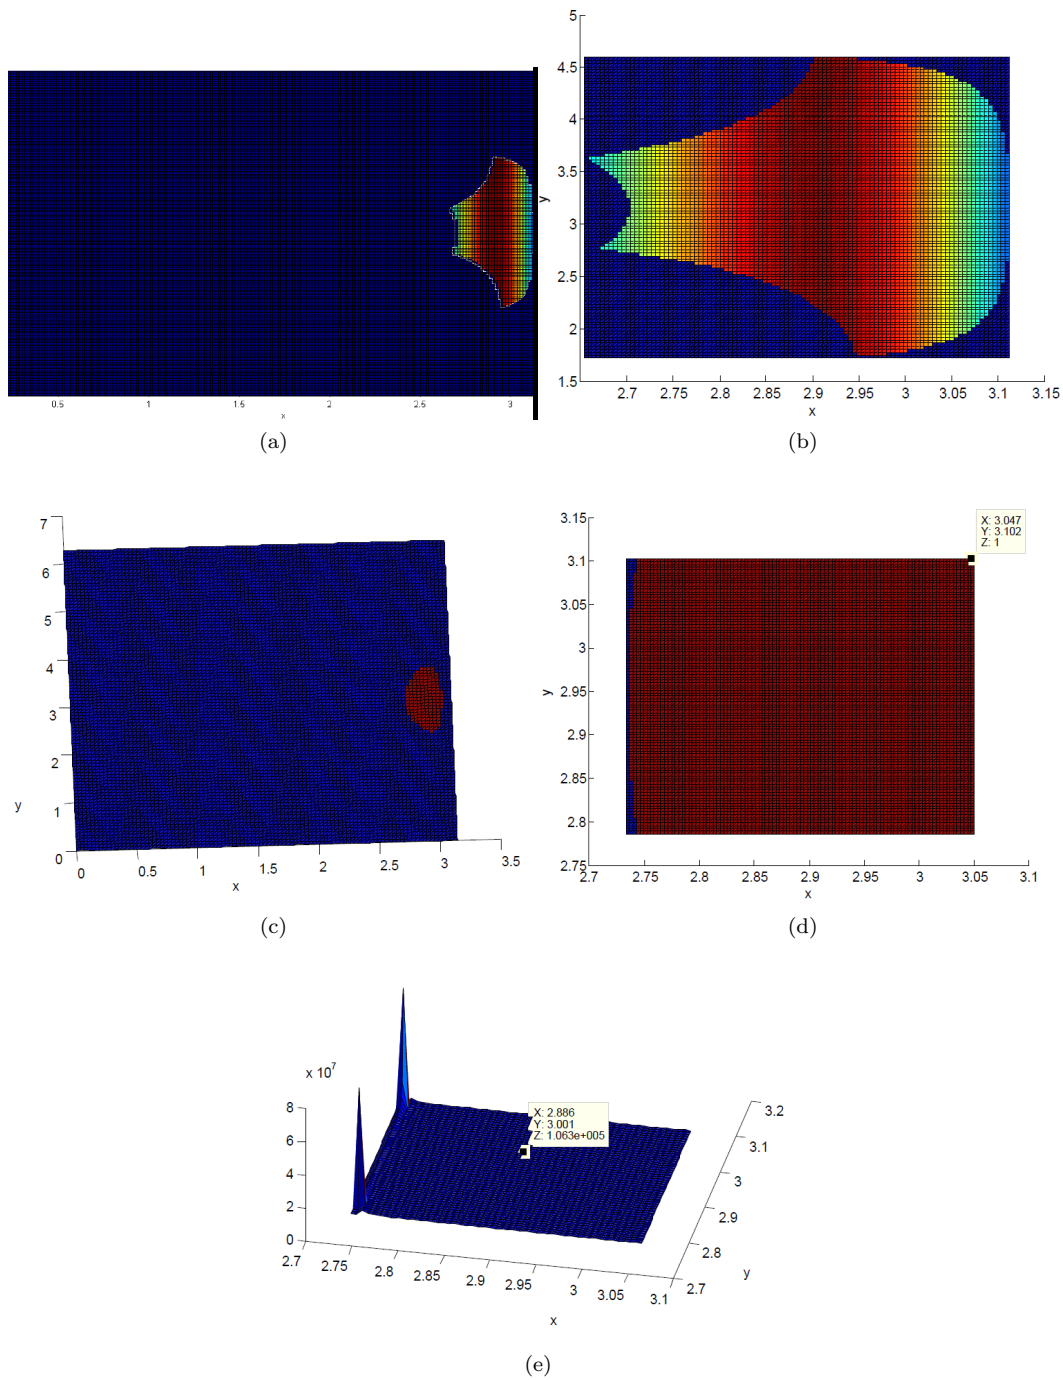 0.5 1 1.5 2 2.5 3
x
(a)
5
4.5
4
3.5
3
2.5
2
1.5
y
2.7 2.75 2.8 2.85 2.9 2.95 3 3.05 3.1 3.15
x
(b)
7
6
5
4
3
2
1
0
y
0 0.5 1 1.5 2 2.5 3 3.5
x
(c)
X: 3.047
Y: 3.102
Z: 1
3.15
3.1
3.05
3
2.95
2.9
2.85
2.8
2.75
y
2.7 2.75 2.8 2.85 2.9 2.95 3 3.05 3.1
x
(d)
x 10^7
8
6
4
2
0
X: 2.886
Y: 3.001
Z: 1.063e+005
3.2
3.1
3
2.9
2.8
2.7
y
2.7 2.75 2.8 2.85 2.9 2.95 3 3.05 3.1
x
(e)